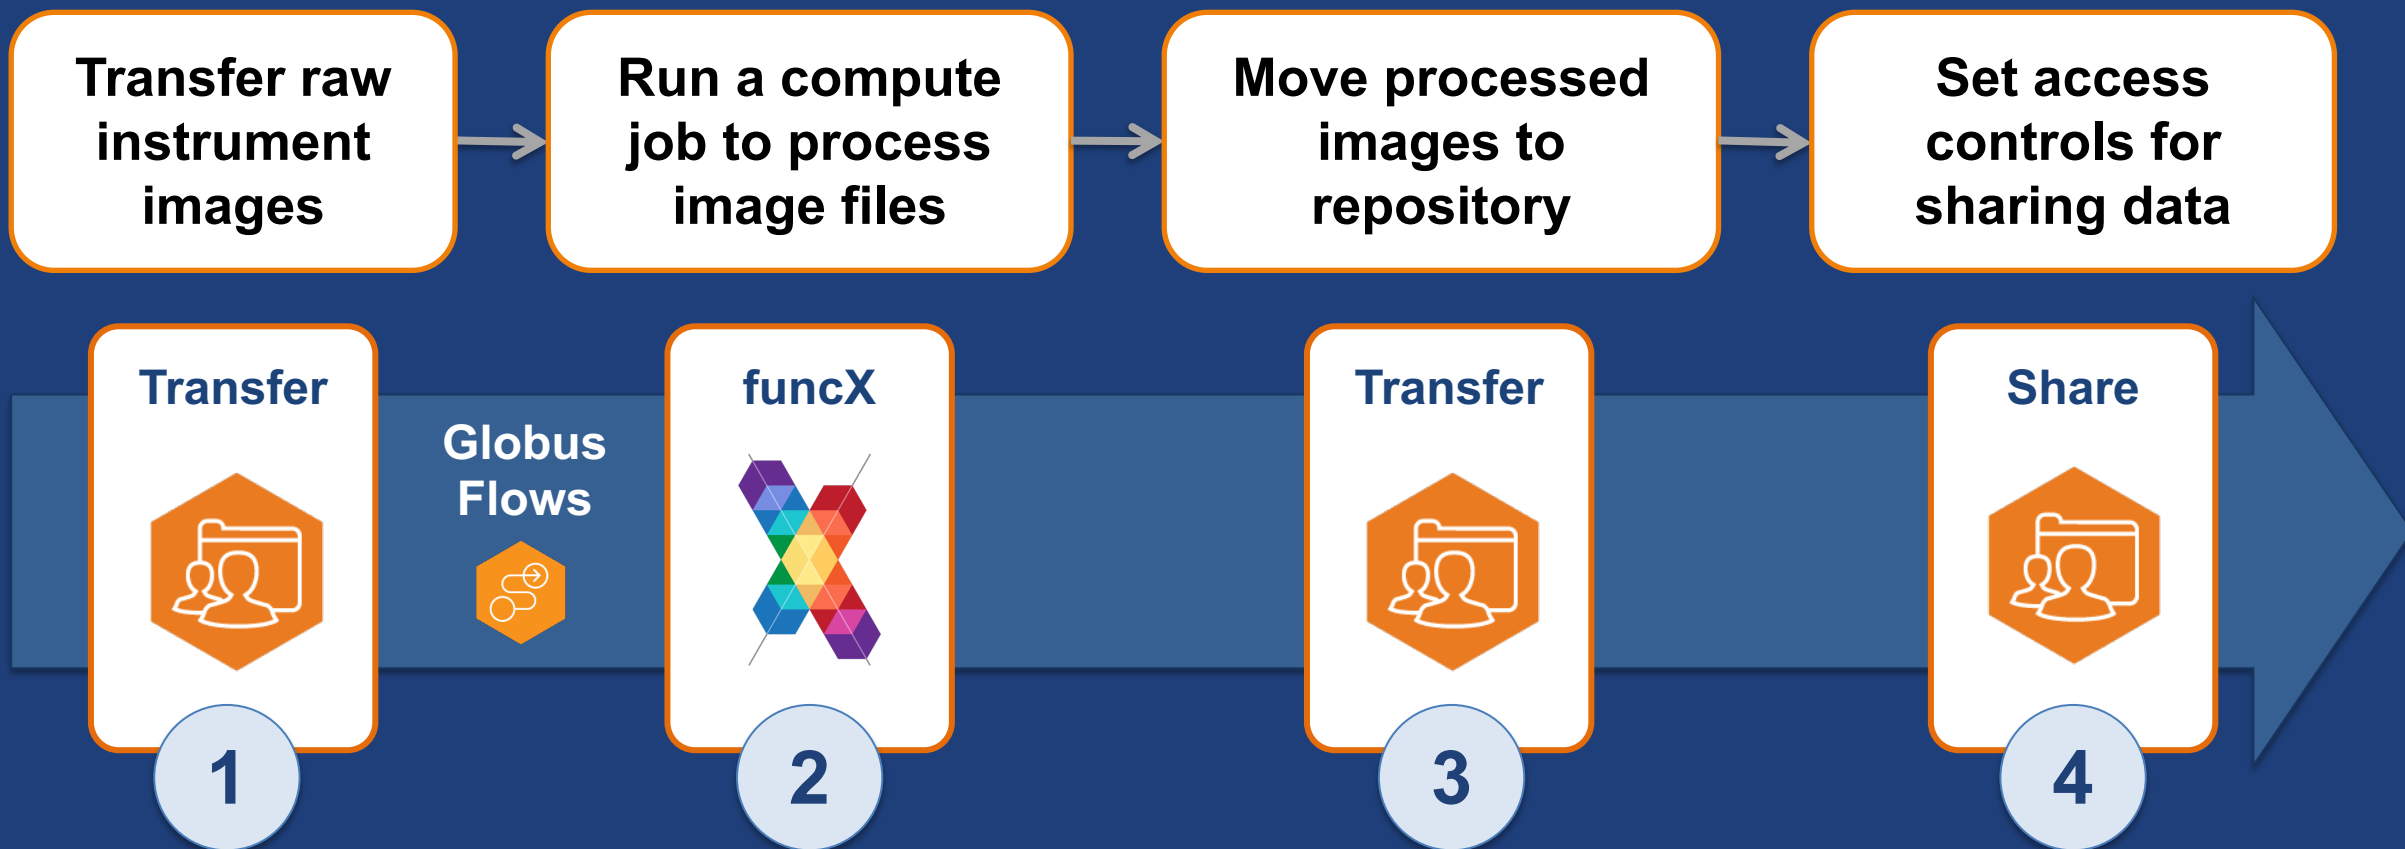 Transfer raw
instrument
images
Run a compute
job to process
image files
Move processed
images to
repository
Set access
controls for
sharing data
Transfer
Globus
Flows
funcX
Transfer
Share
1
2
3
4